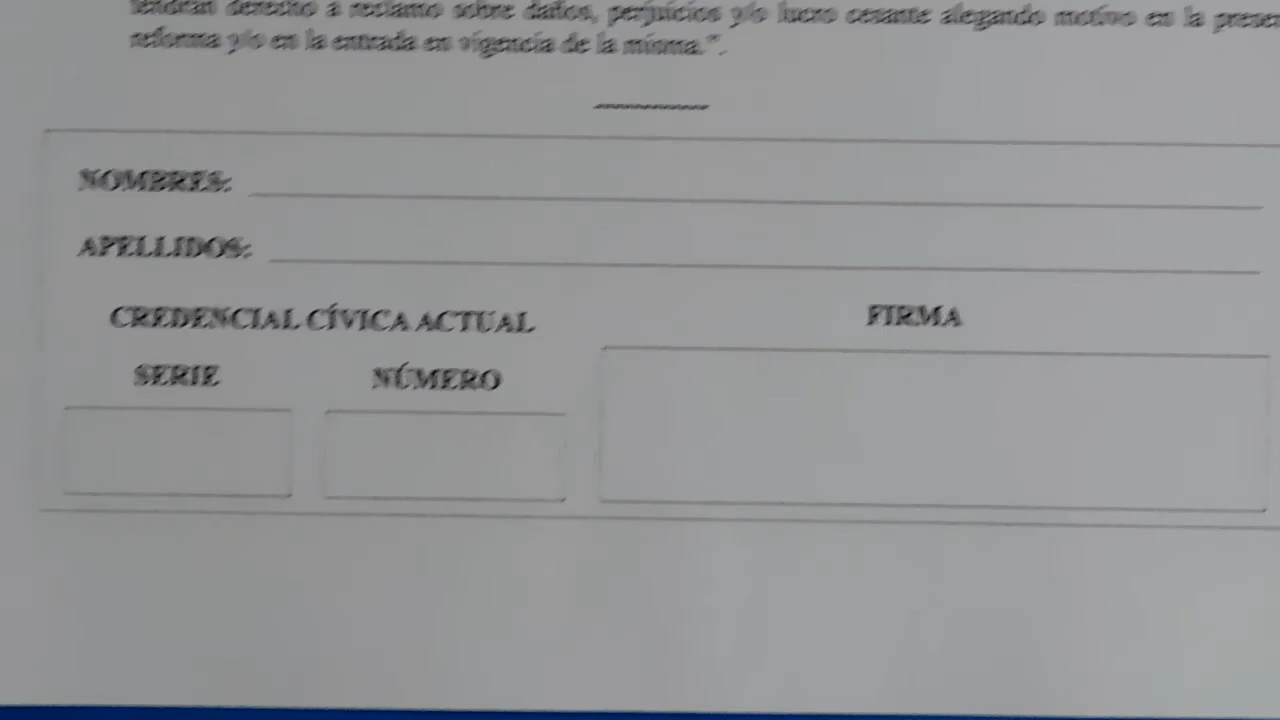 tendrán derecho a reclamo sobre daños, perjuicios y/o lucro cesante alegando motivo en la
reforma y/o en la entrada en vigencia de la misma.”.
NOMBRES:
APELLIDOS:
CREDENCIAL CÍVICA ACTUAL
FIRMA
SERIE
NÚMERO